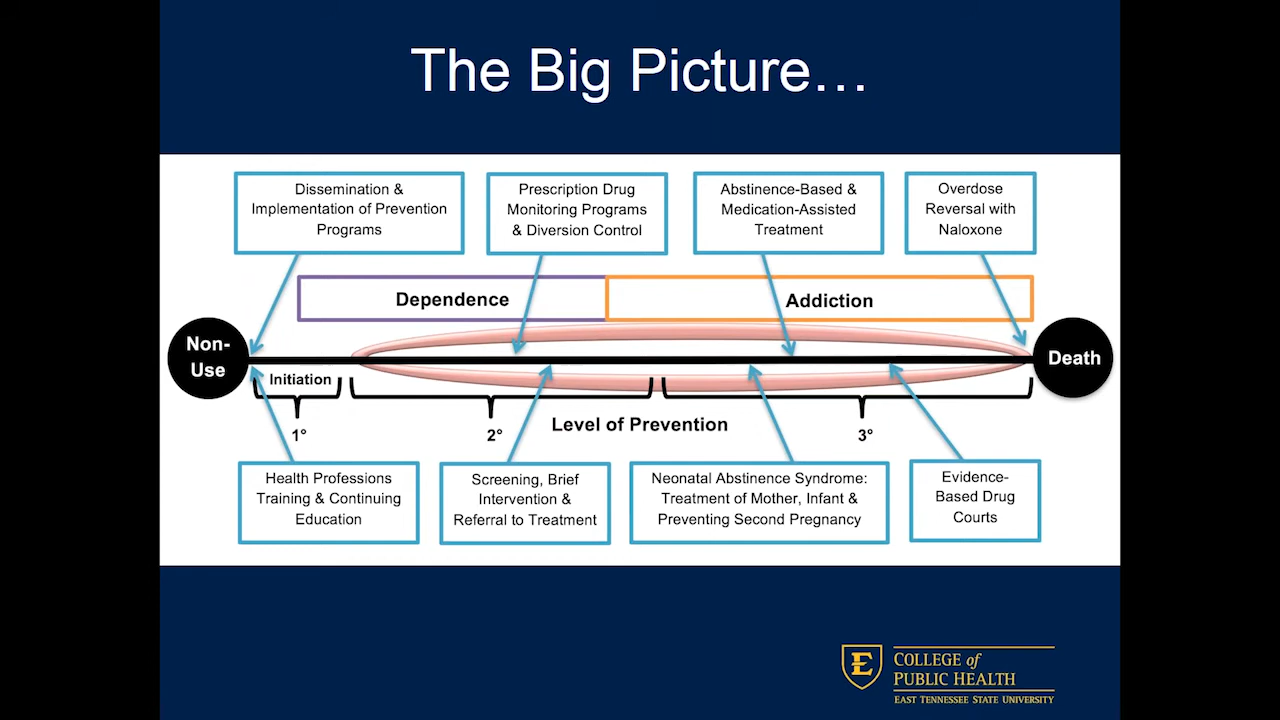 The Big Picture…
Dissemination &
Implementation of Prevention
Programs
Prescription Drug
Monitoring Programs
& Diversion Control
Abstinence-Based &
Medication-Assisted
Treatment
Overdose
Reversal with
Naloxone
Dependence
Addiction
Non-
Use
Death
Initiation
1°
2°
Level of Prevention
3°
Health Professions
Training & Continuing
Education
Screening, Brief
Intervention &
Referral to Treatment
Neonatal Abstinence Syndrome:
Treatment of Mother, Infant &
Preventing Second Pregnancy
Evidence-
Based Drug
Courts
E
COLLEGE of
PUBLIC HEALTH
EAST TENNESSEE STATE UNIVERSITY